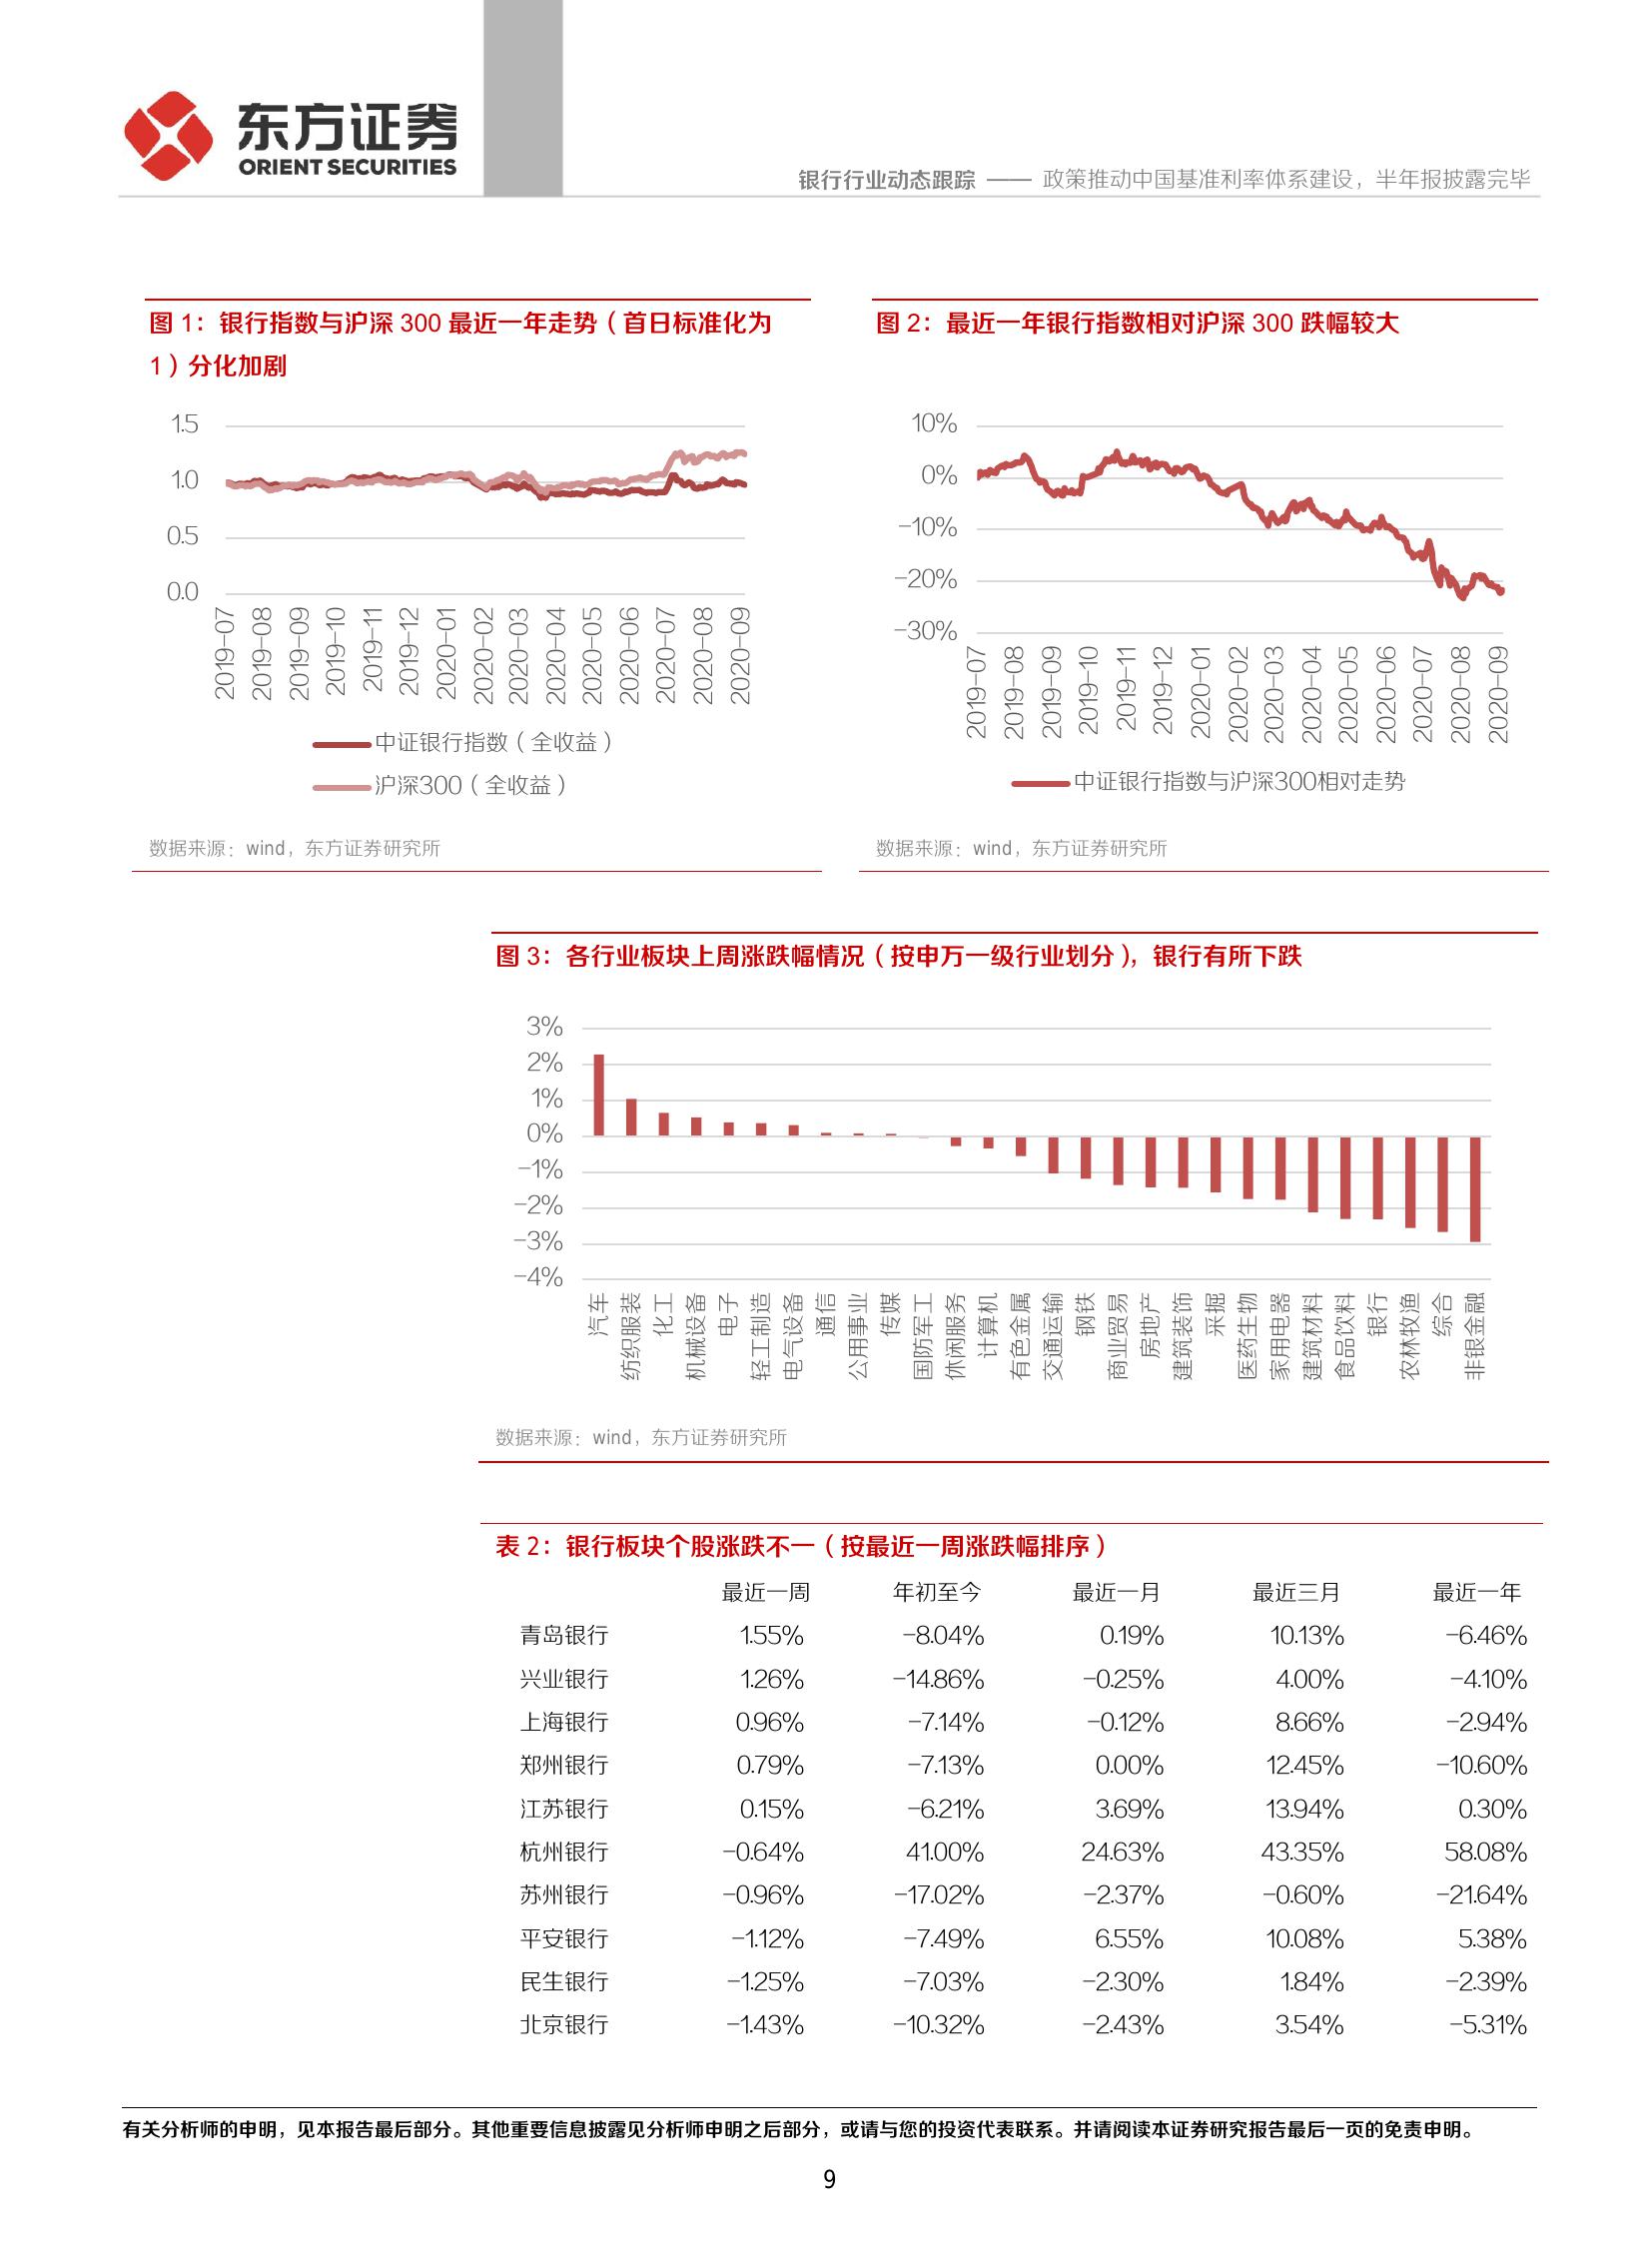 东方证券
ORIENT SECURITIES
银行行业动态跟踪 —— 政策推动中国基准利率体系建设，半年报披露完毕
图 1：银行指数与沪深 300 最近一年走势（首日标准化为
1）分化加剧
1.5
1.0
0.5
0.0
2019-07
2019-08
2019-09
2019-10
2019-11
2019-12
2020-01
2020-02
2020-03
2020-04
2020-05
2020-06
2020-07
2020-08
2020-09
中证银行指数（全收益）
沪深300（全收益）
数据来源：wind，东方证券研究所
图 2：最近一年银行指数相对沪深 300 跌幅较大
10%
0%
-10%
-20%
-30%
2019-07
2019-08
2019-09
2019-10
2019-11
2019-12
2020-01
2020-02
2020-03
2020-04
2020-05
2020-06
2020-07
2020-08
2020-09
中证银行指数与沪深300相对走势
数据来源：wind，东方证券研究所
图 3：各行业板块上周涨跌幅情况（按申万一级行业划分），银行有所下跌
3%
2%
1%
0%
-1%
-2%
-3%
-4%
汽车
纺织服装
化工
机械设备
电子
轻工制造
电气设备
通信
公用事业
传媒
国防军工
休闲服务
计算机
有色金属
交通运输
钢铁
商业贸易
房地产
建筑装饰
采掘
医药生物
家用电器
建筑材料
食品饮料
银行
农林牧渔
综合
非银金融
数据来源：wind，东方证券研究所
表 2：银行板块个股涨跌不一（按最近一周涨跌幅排序）
最近一周 年初至今 最近一月 最近三月 最近一年
青岛银行 1.55% -8.04% 0.19% 10.13% -6.46%
兴业银行 1.26% -14.86% -0.25% 4.00% -4.10%
上海银行 0.96% -7.14% -0.12% 8.66% -2.94%
郑州银行 0.79% -7.13% 0.00% 12.45% -10.60%
江苏银行 0.15% -6.21% 3.69% 13.94% 0.30%
杭州银行 -0.64% 41.00% 24.63% 43.35% 58.08%
苏州银行 -0.96% -17.02% -2.37% -0.60% -21.64%
平安银行 -1.12% -7.49% 6.55% 10.08% 5.38%
民生银行 -1.25% -7.03% -2.30% 1.84% -2.39%
北京银行 -1.43% -10.32% -2.43% 3.54% -5.31%
有关分析师的申明，见本报告最后部分。其他重要信息披露见分析师申明之后部分，或请与您的投资代表联系。并请阅读本证券研究报告最后一页的免责申明。
9